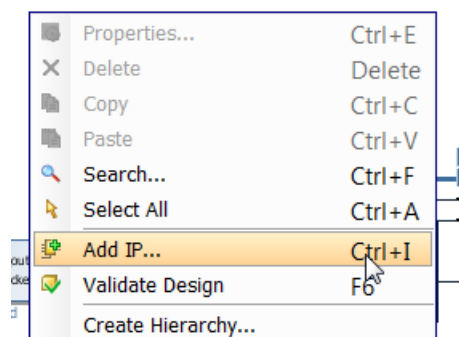 Properties... Ctrl+E
Delete Delete
Copy Ctrl+C
Paste Ctrl+V
Search... Ctrl+F
Select All Ctrl+A
Add IP... Ctrl+I
Validate Design F6
Create Hierarchy...